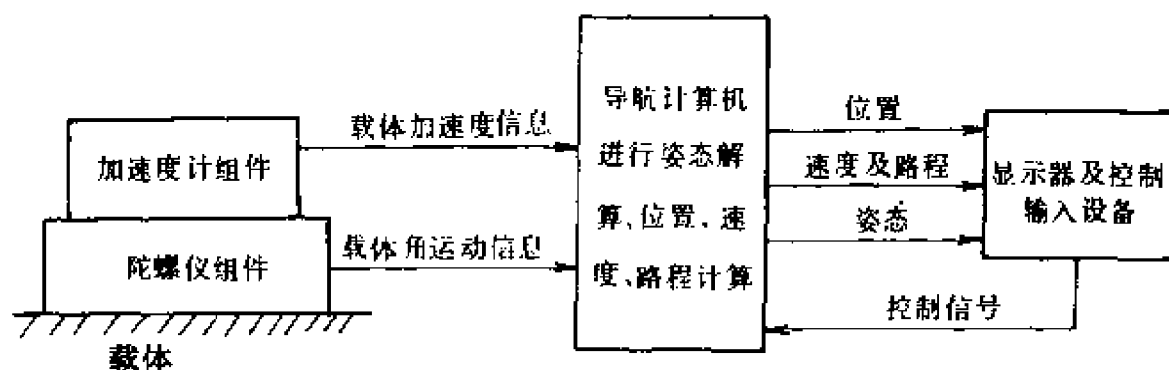 加速度计组件
陀螺仪组件
载体
载体加速度信息
载体角运动信息
导航计算机
进行姿态解
算、位置、速
度、路程计算
位置
速度及路程
姿态
控制信号
显示器及控制
输入设备